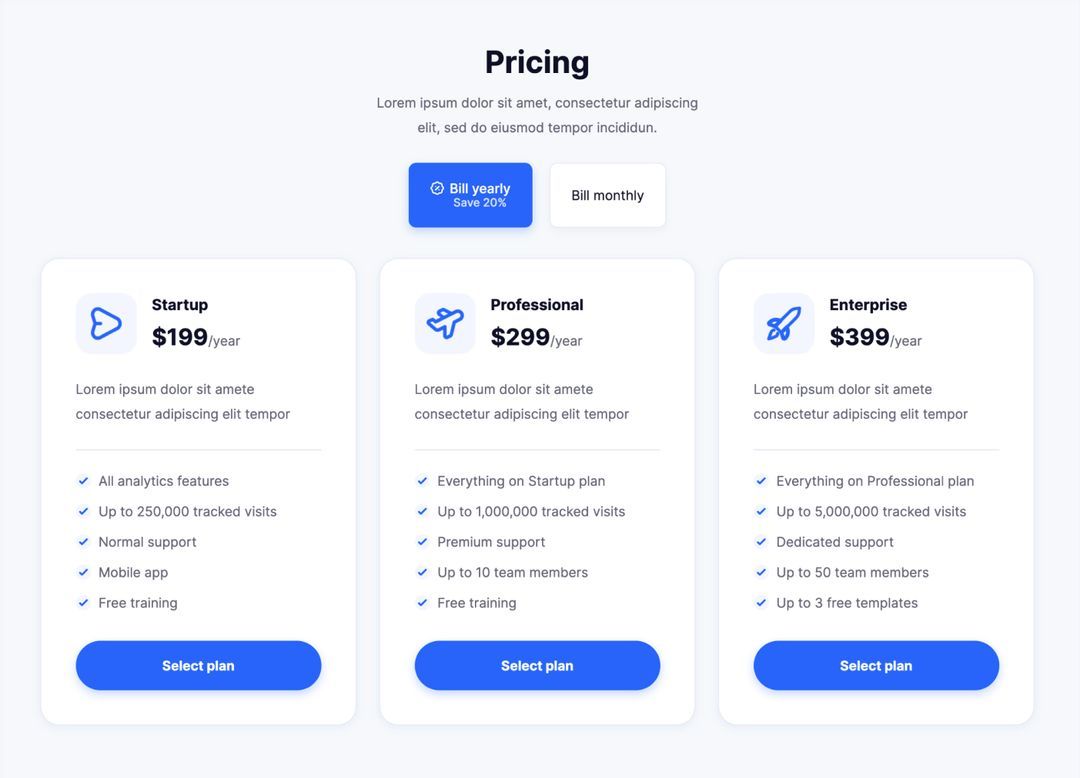 Pricing
Lorem ipsum dolor sit amet, consectetur adipiscing
elit, sed do eiusmod tempor incididun.
Bill yearly
Save 20%
Bill monthly
Startup
$199/year
Lorem ipsum dolor sit amete
consectetur adipiscing elit tempor
All analytics features
Up to 250,000 tracked visits
Normal support
Mobile app
Free training
Select plan
Professional
$299/year
Lorem ipsum dolor sit amete
consectetur adipiscing elit tempor
Everything on Startup plan
Up to 1,000,000 tracked visits
Premium support
Up to 10 team members
Free training
Select plan
Enterprise
$399/year
Lorem ipsum dolor sit amete
consectetur adipiscing elit tempor
Everything on Professional plan
Up to 5,000,000 tracked visits
Dedicated support
Up to 50 team members
Up to 3 free templates
Select plan